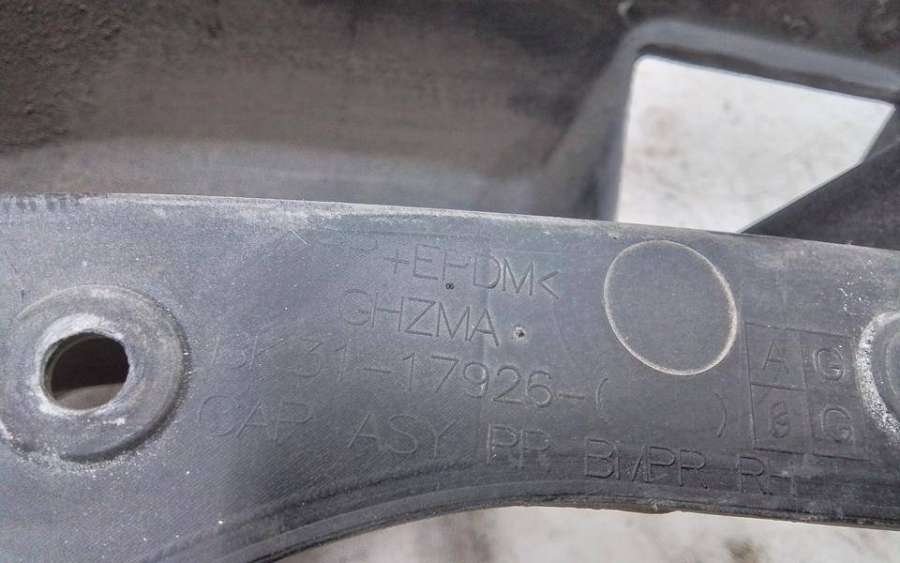 +EPDM<
GHZMA
31-17926-( )
CAP ASY RR BMPR RH
A G
G